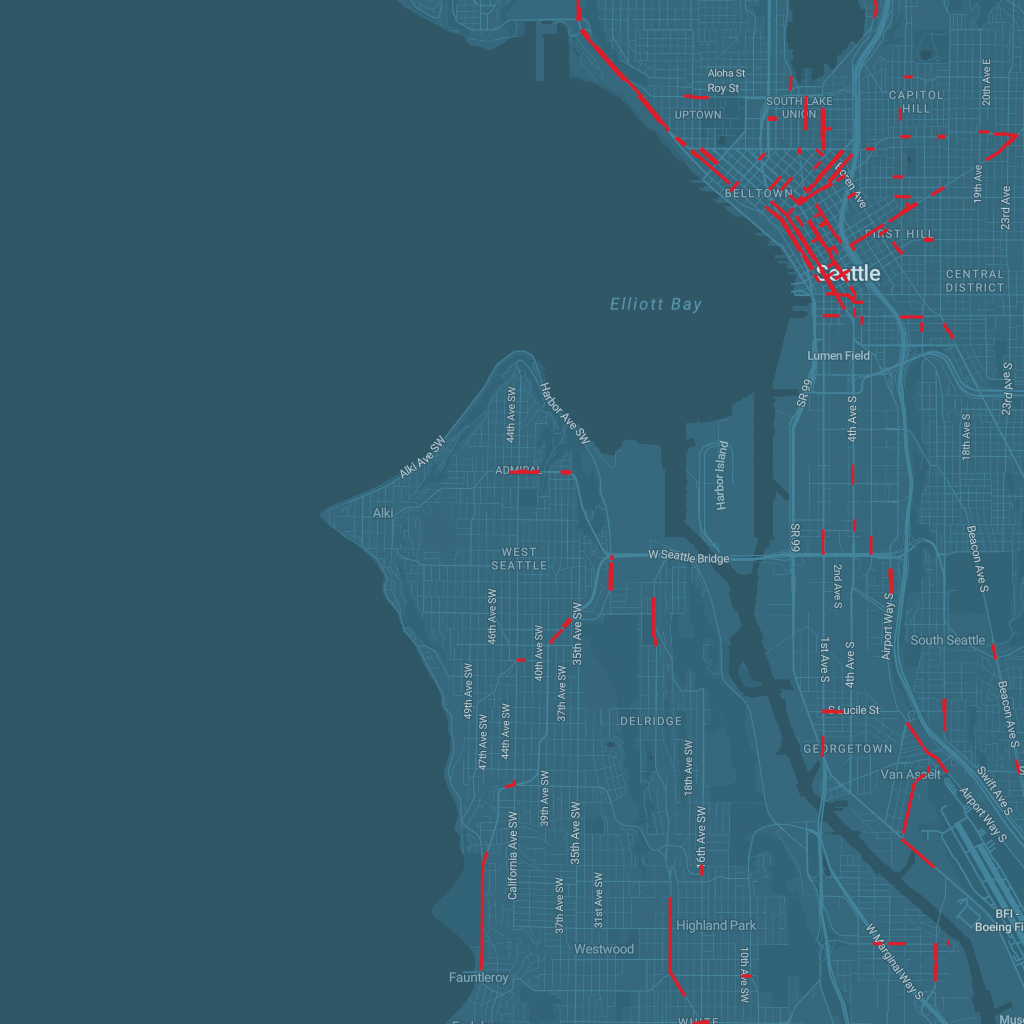 Aloha St
Roy St
UPTOWN
SOUTH LAKE
UNION
CAPITOL
HILL
20th Ave E
19th Ave
23rd Ave
BELLTOWN
FIRST HILL
Seattle
CENTRAL
DISTRICT
Elliott Bay
Lumen Field
SR 99
4th Ave S
23rd Ave S
18th Ave S
44th Ave SW
Harbor Ave SW
Alki Ave SW
ADMIRAL
Harbor Island
Alki
WEST
SEATTLE
W Seattle Bridge
SR 99
2nd Ave S
Beacon Ave S
46th Ave SW
40th Ave SW
35th Ave SW
Airport Way S
South Seattle
1st Ave S
4th Ave S
49th Ave SW
37th Ave SW
Beacon Ave S
47th Ave SW
44th Ave SW
DELRIDGE
S Lucile St
GEORGETOWN
18th Ave SW
Van Asselt
Swift Ave S
Airport Way S
39th Ave SW
35th Ave SW
California Ave SW
16th Ave SW
37th Ave SW
31st Ave SW
Highland Park
BFI -
Boeing Fi
Westwood
W Marginal Way S
10th Ave SW
Fauntleroy
WHITE